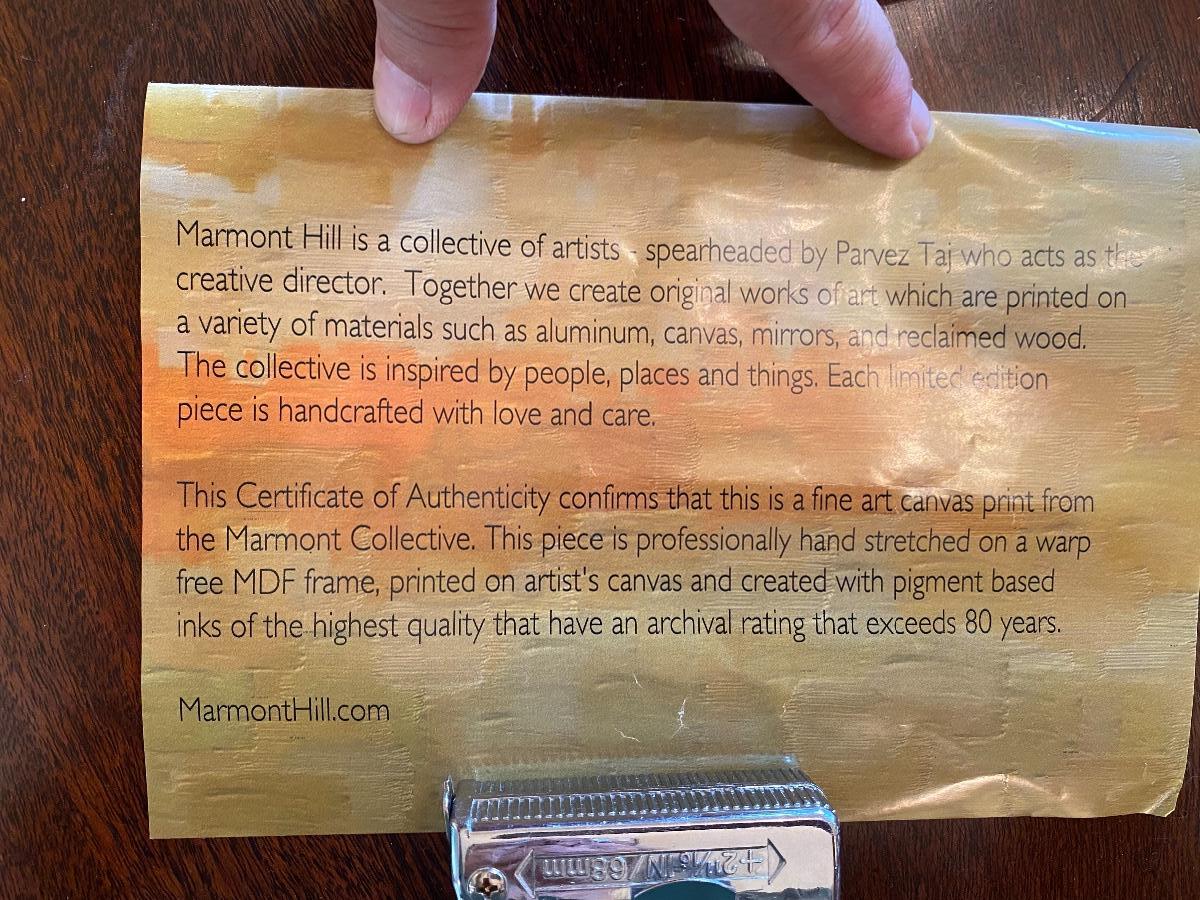 Marmont Hill is a collective of artists - spearheaded by Parvez Taj who acts as the
creative director. Together we create original works of art which are printed on
a variety of materials such as aluminum, canvas, mirrors, and reclaimed wood.
The collective is inspired by people, places and things. Each limited edition
piece is handcrafted with love and care.
This Certificate of Authenticity confirms that this is a fine art canvas print from
the Marmont Collective. This piece is professionally hand stretched on a warp
free MDF frame, printed on artist's canvas and created with pigment based
inks of the highest quality that have an archival rating that exceeds 80 years.
MarmontHill.com
+2 11/16 IN/68mm